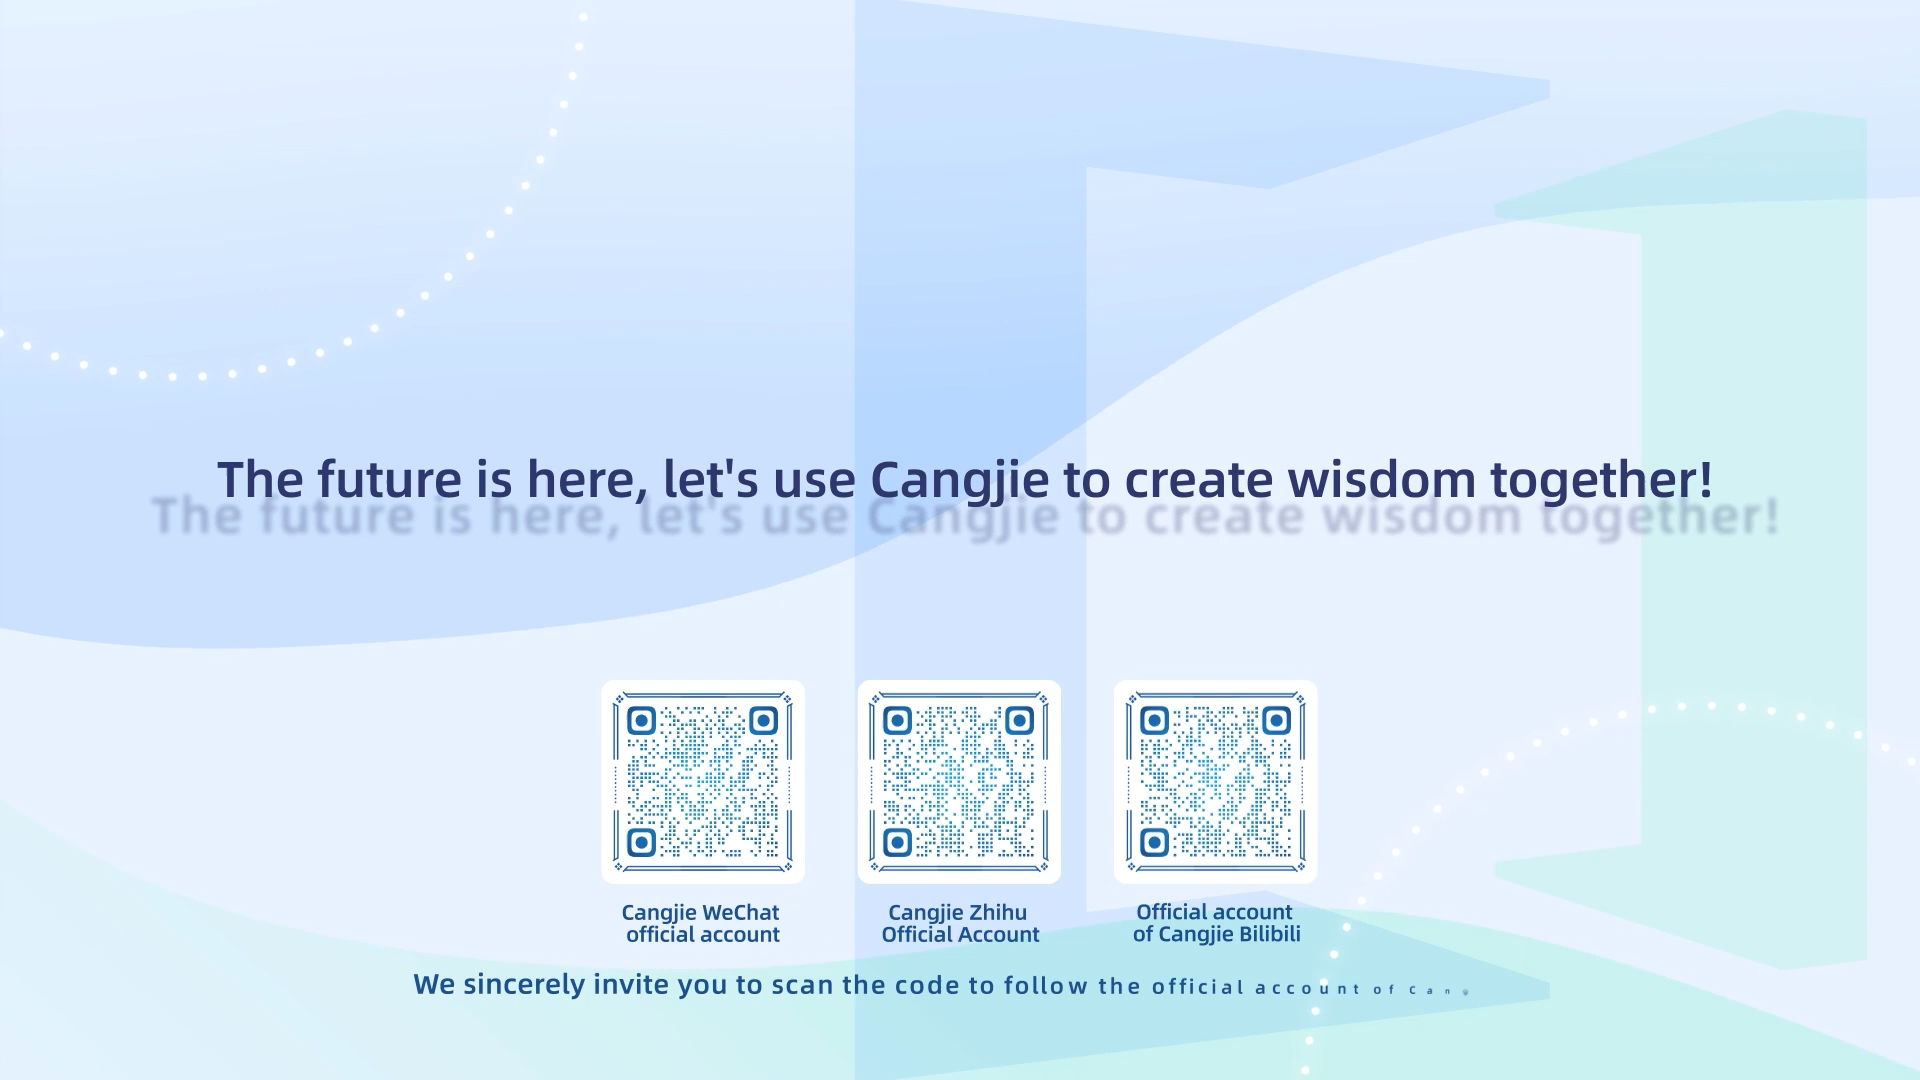 The future is here, let's use Cangjie to create wisdom together!
The future is here, let's use Cangjie to create wisdom together!
Cangjie WeChat
official account
Cangjie Zhihu
Official Account
Official account
of Cangjie Bilibili
We sincerely invite you to scan the code to follow the official account of Cang